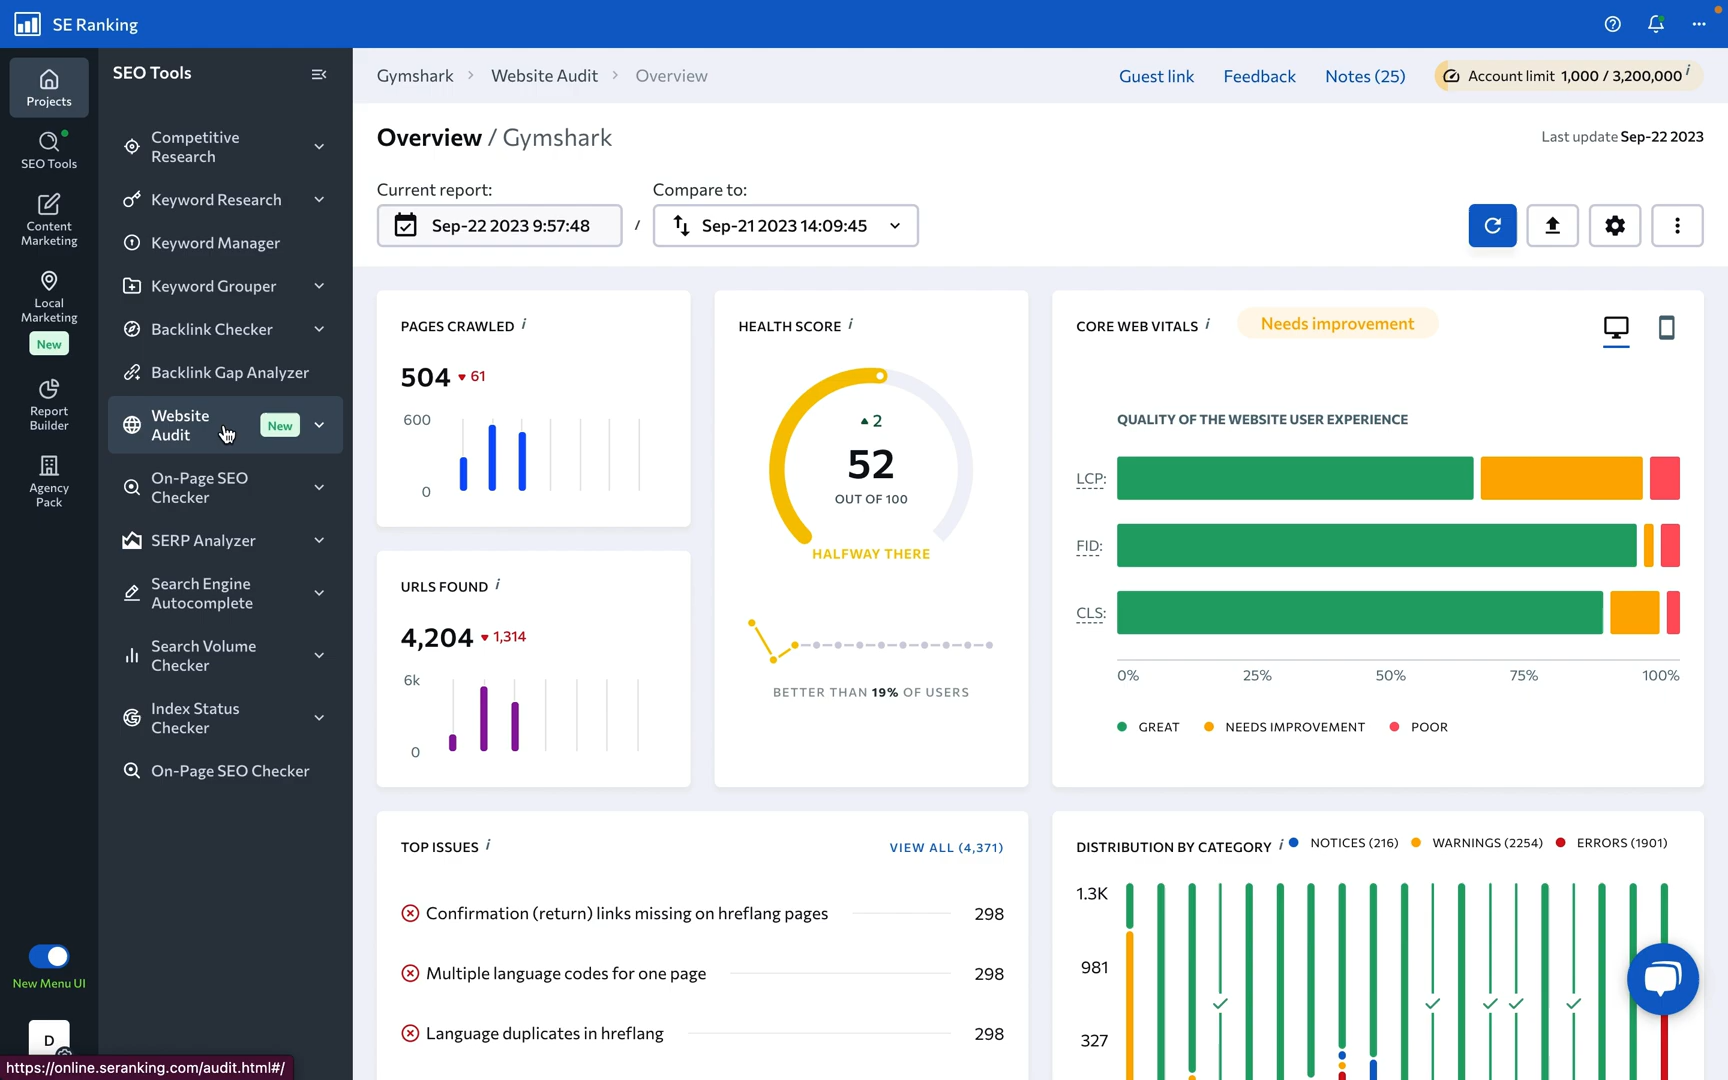 SE Ranking
Projects
SEO Tools
Content
Marketing
Local
Marketing
New
Report
Builder
Agency
Pack
New Menu UI
D
SEO Tools
Competitive
Research
Keyword Research
Keyword Manager
Keyword Grouper
Backlink Checker
Backlink Gap Analyzer
Website
Audit
New
On-Page SEO
Checker
SERP Analyzer
Search Engine
Autocomplete
Search Volume
Checker
Index Status
Checker
On-Page SEO Checker
https://online.seranking.com/audit.html#/
Gymshark > Website Audit > Overview
Guest link
Feedback
Notes (25)
Account limit 1,000 / 3,200,000 i
Overview / Gymshark
Last update Sep-22 2023
Current report:
Sep-22 2023 9:57:48
/
Compare to:
Sep-21 2023 14:09:45
PAGES CRAWLED i
504 61
600
0
URLS FOUND i
4,204 1,314
6k
0
HEALTH SCORE i
2
52
OUT OF 100
HALFWAY THERE
BETTER THAN 19% OF USERS
CORE WEB VITALS i
Needs improvement
QUALITY OF THE WEBSITE USER EXPERIENCE
LCP:
FID:
CLS:
0% 25% 50% 75% 100%
GREAT NEEDS IMPROVEMENT POOR
TOP ISSUES i
VIEW ALL (4,371)
Confirmation (return) links missing on hreflang pages 298
Multiple language codes for one page 298
Language duplicates in hreflang 298
DISTRIBUTION BY CATEGORY i
NOTICES (216) WARNINGS (2254) ERRORS (1901)
1.3K
981
327